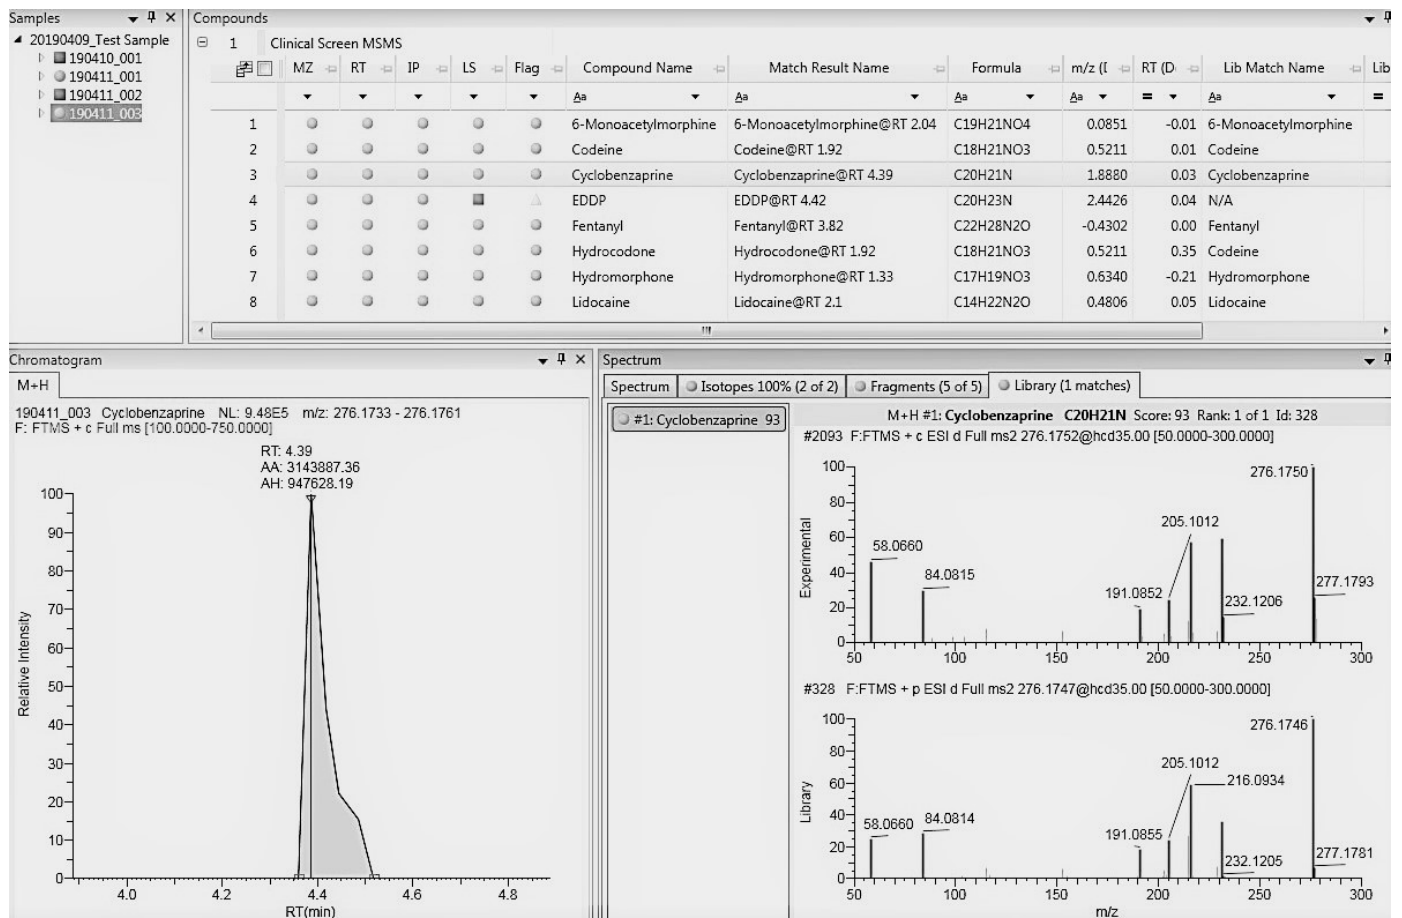 Samples
20190409_Test Sample
190410_001
190411_001
190411_002
190411_003
Compounds
1 Clinical Screen MSMS
MZ RT IP LS Flag Compound Name Match Result Name Formula m/z (I RT (D Lib Match Name Lib
Aa Aa Aa Aa = Aa =
1 6-Monoacetylmorphine 6-Monoacetylmorphine@RT 2.04 C19H21NO4 0.0851 -0.01 6-Monoacetylmorphine
2 Codeine Codeine@RT 1.92 C18H21NO3 0.5211 0.01 Codeine
3 Cyclobenzaprine Cyclobenzaprine@RT 4.39 C20H21N 1.8880 0.03 Cyclobenzaprine
4 EDDP EDDP@RT 4.42 C20H23N 2.4426 0.04 N/A
5 Fentanyl Fentanyl@RT 3.82 C22H28N2O -0.4302 0.00 Fentanyl
6 Hydrocodone Hydrocodone@RT 1.92 C18H21NO3 0.5211 0.35 Codeine
7 Hydromorphone Hydromorphone@RT 1.33 C17H19NO3 0.6340 -0.21 Hydromorphone
8 Lidocaine Lidocaine@RT 2.1 C14H22N2O 0.4806 0.05 Lidocaine
Chromatogram
M+H
190411_003 Cyclobenzaprine NL: 9.48E5 m/z: 276.1733 - 276.1761
F: FTMS + c Full ms [100.0000-750.0000]
RT: 4.39
AA: 3143887.36
AH: 947628.19
Relative Intensity
100
90
80
70
60
50
40
30
20
10
0
4.0 4.2 4.4 4.6 4.8
RT(min)
Spectrum
Spectrum Isotopes 100% (2 of 2) Fragments (5 of 5) Library (1 matches)
#1: Cyclobenzaprine 93
M+H #1: Cyclobenzaprine C20H21N Score: 93 Rank: 1 of 1 Id: 328
#2093 F:FTMS + c ESI d Full ms2 276.1752@hcd35.00 [50.0000-300.0000]
Experimental
100
80
60
40
20
0
276.1750
205.1012
58.0660
84.0815
191.0852
277.1793
232.1206
50 100 150 200 250 300
#328 F:FTMS + p ESI d Full ms2 276.1747@hcd35.00 [50.0000-300.0000]
Library
100
80
60
40
20
0
276.1746
205.1012
216.0934
58.0660
84.0814
191.0855
277.1781
232.1205
50 100 150 200 250 300
m/z